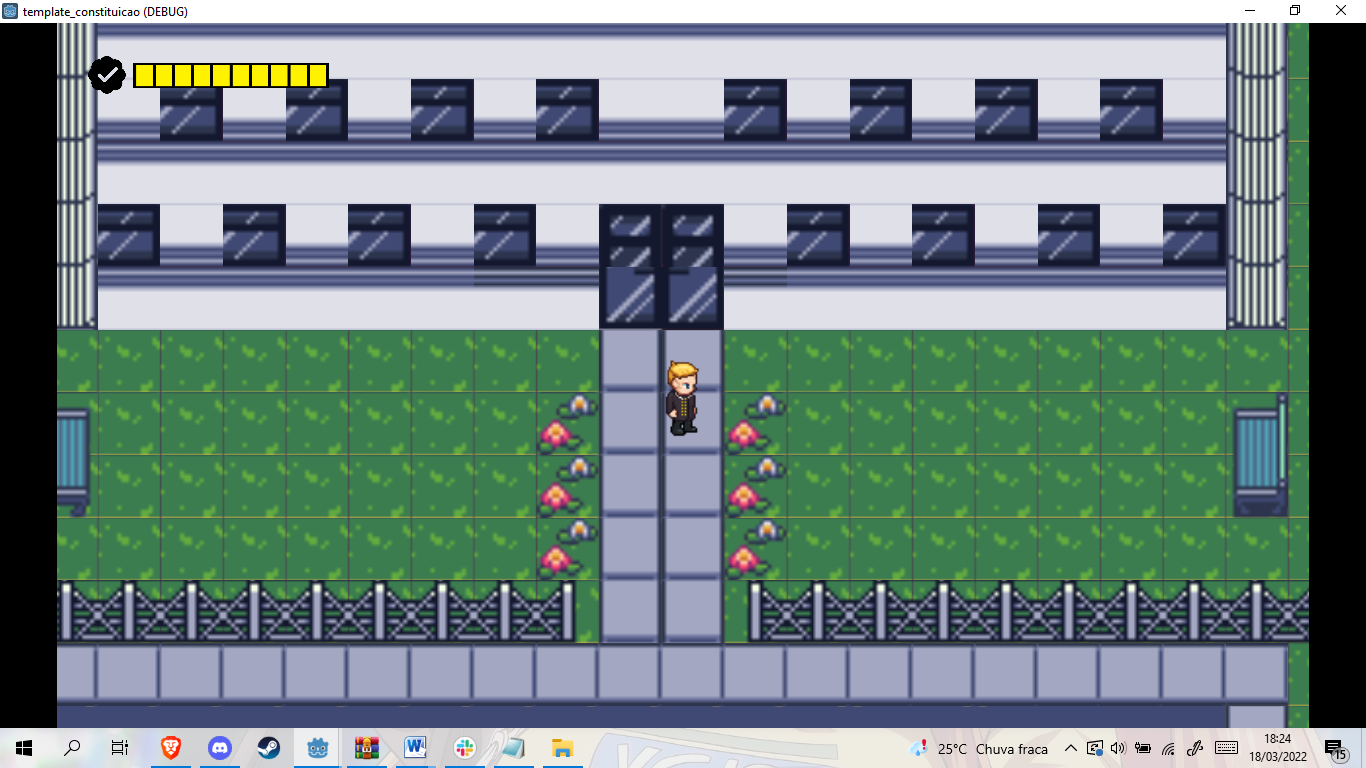 template_constituicao (DEBUG)
25°C Chuva fraca
18:24
18/03/2022
15